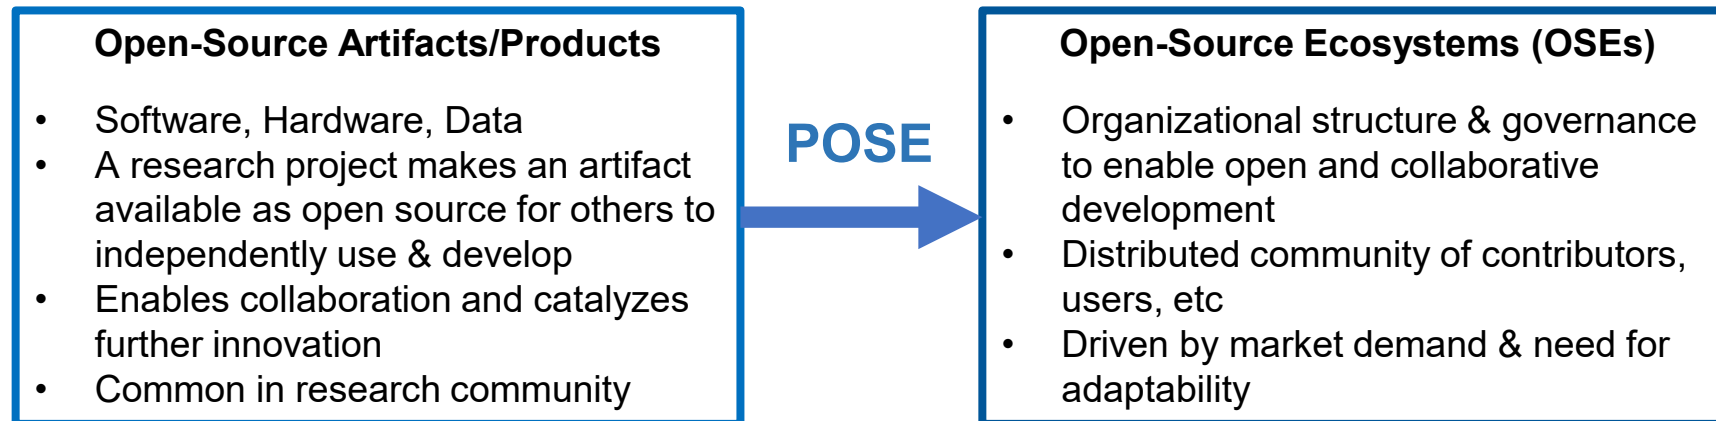 Open-Source Artifacts/Products
• Software, Hardware, Data
• A research project makes an artifact
available as open source for others to
independently use & develop
• Enables collaboration and catalyzes
further innovation
• Common in research community
POSE
Open-Source Ecosystems (OSEs)
• Organizational structure & governance
to enable open and collaborative
development
• Distributed community of contributors,
users, etc
• Driven by market demand & need for
adaptability